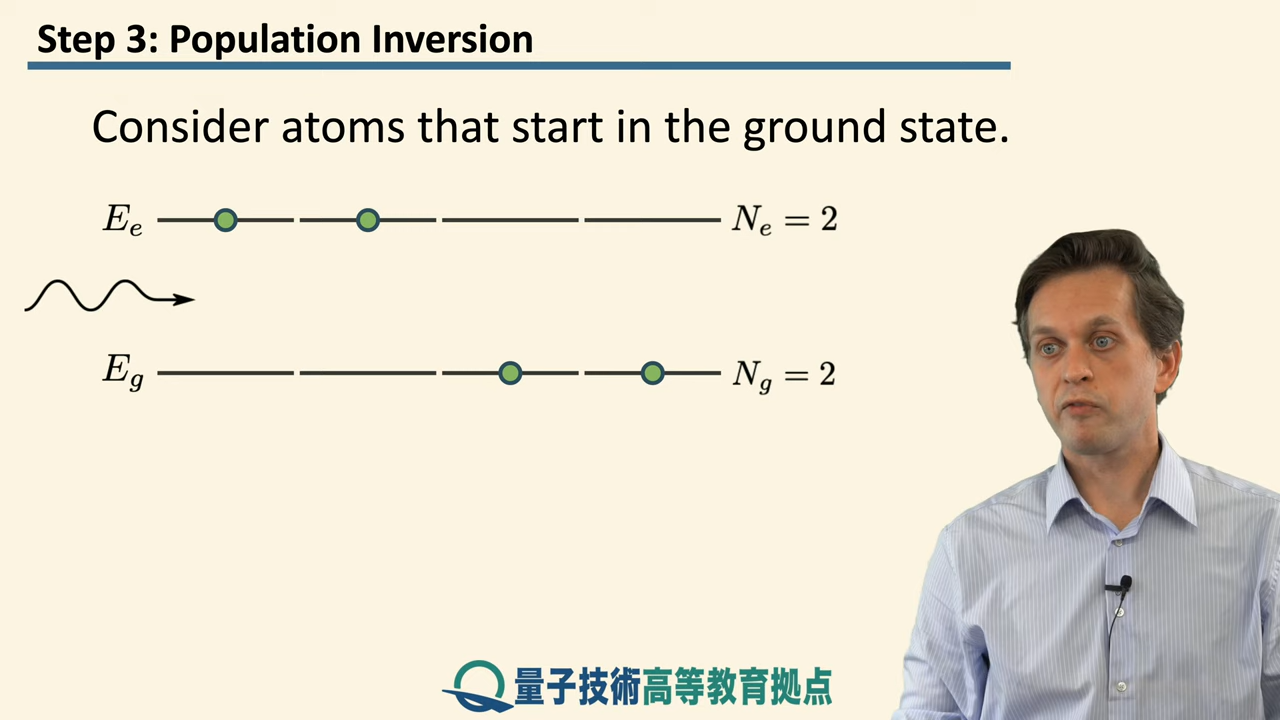 Step 3: Population Inversion
Consider atoms that start in the ground state.
E_e
N_e = 2
E_g
N_g = 2
量子技術高等教育拠点